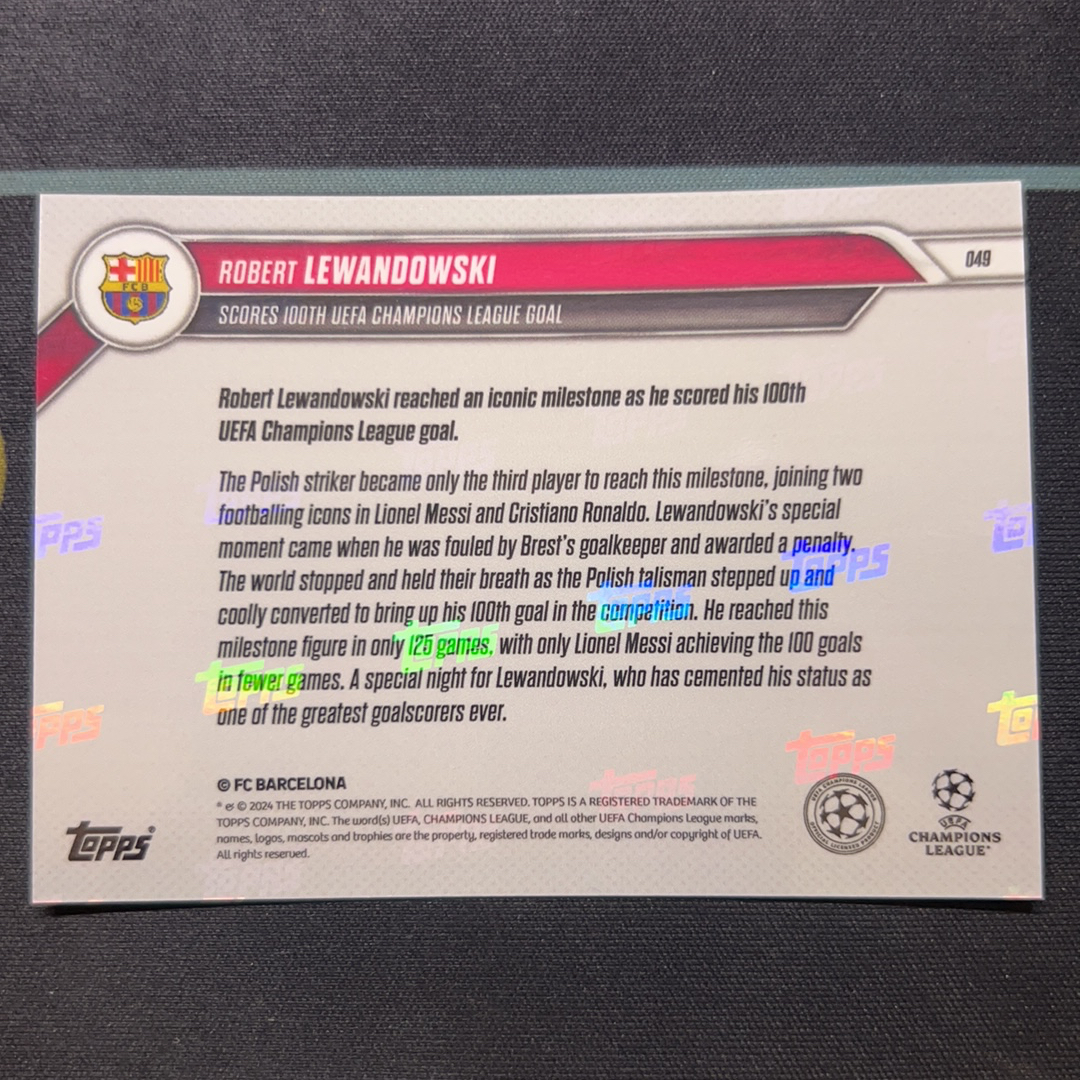 FCB
ROBERT LEWANDOWSKI
049
SCORES 100TH UEFA CHAMPIONS LEAGUE GOAL
Robert Lewandowski reached an iconic milestone as he scored his 100th
UEFA Champions League goal.
The Polish striker became only the third player to reach this milestone, joining two
footballing icons in Lionel Messi and Cristiano Ronaldo. Lewandowski's special
moment came when he was fouled by Brest's goalkeeper and awarded a penalty.
The world stopped and held their breath as the Polish talisman stepped up and
coolly converted to bring up his 100th goal in the competition. He reached this
milestone figure in only 125 games, with only Lionel Messi achieving the 100 goals
in fewer games. A special night for Lewandowski, who has cemented his status as
one of the greatest goalscorers ever.
© FC BARCELONA
® & © 2024 THE TOPPS COMPANY, INC. ALL RIGHTS RESERVED. TOPPS IS A REGISTERED TRADEMARK OF THE
TOPPS COMPANY, INC. The word(s) UEFA, CHAMPIONS LEAGUE, and all other UEFA Champions League marks,
names, logos, mascots and trophies are the property, registered trade marks, designs and/or copyright of UEFA.
All rights reserved.
Topps®
UEFA CHAMPIONS LEAGUE
OFFICIAL LICENSED PRODUCT
UEFA
CHAMPIONS
LEAGUE®